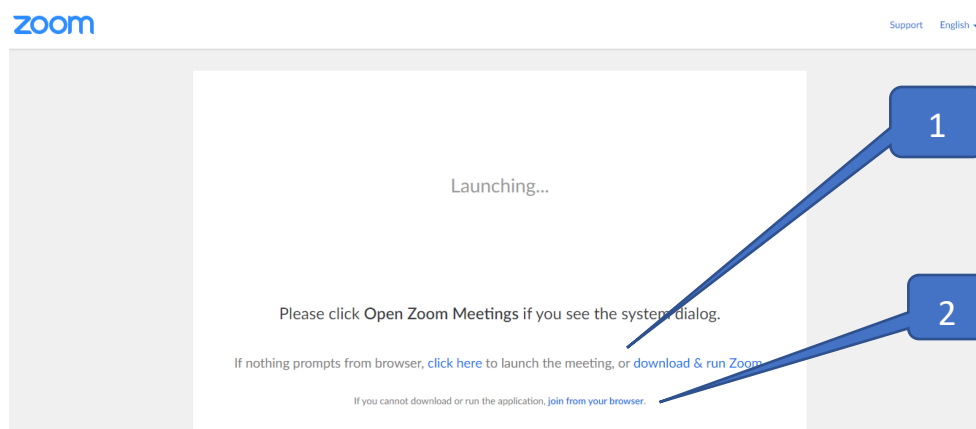 zoom
Support English
1
Launching...
2
Please click Open Zoom Meetings if you see the system dialog.
If nothing prompts from browser, click here to launch the meeting, or download & run Zoom.
If you cannot download or run the application, join from your browser.